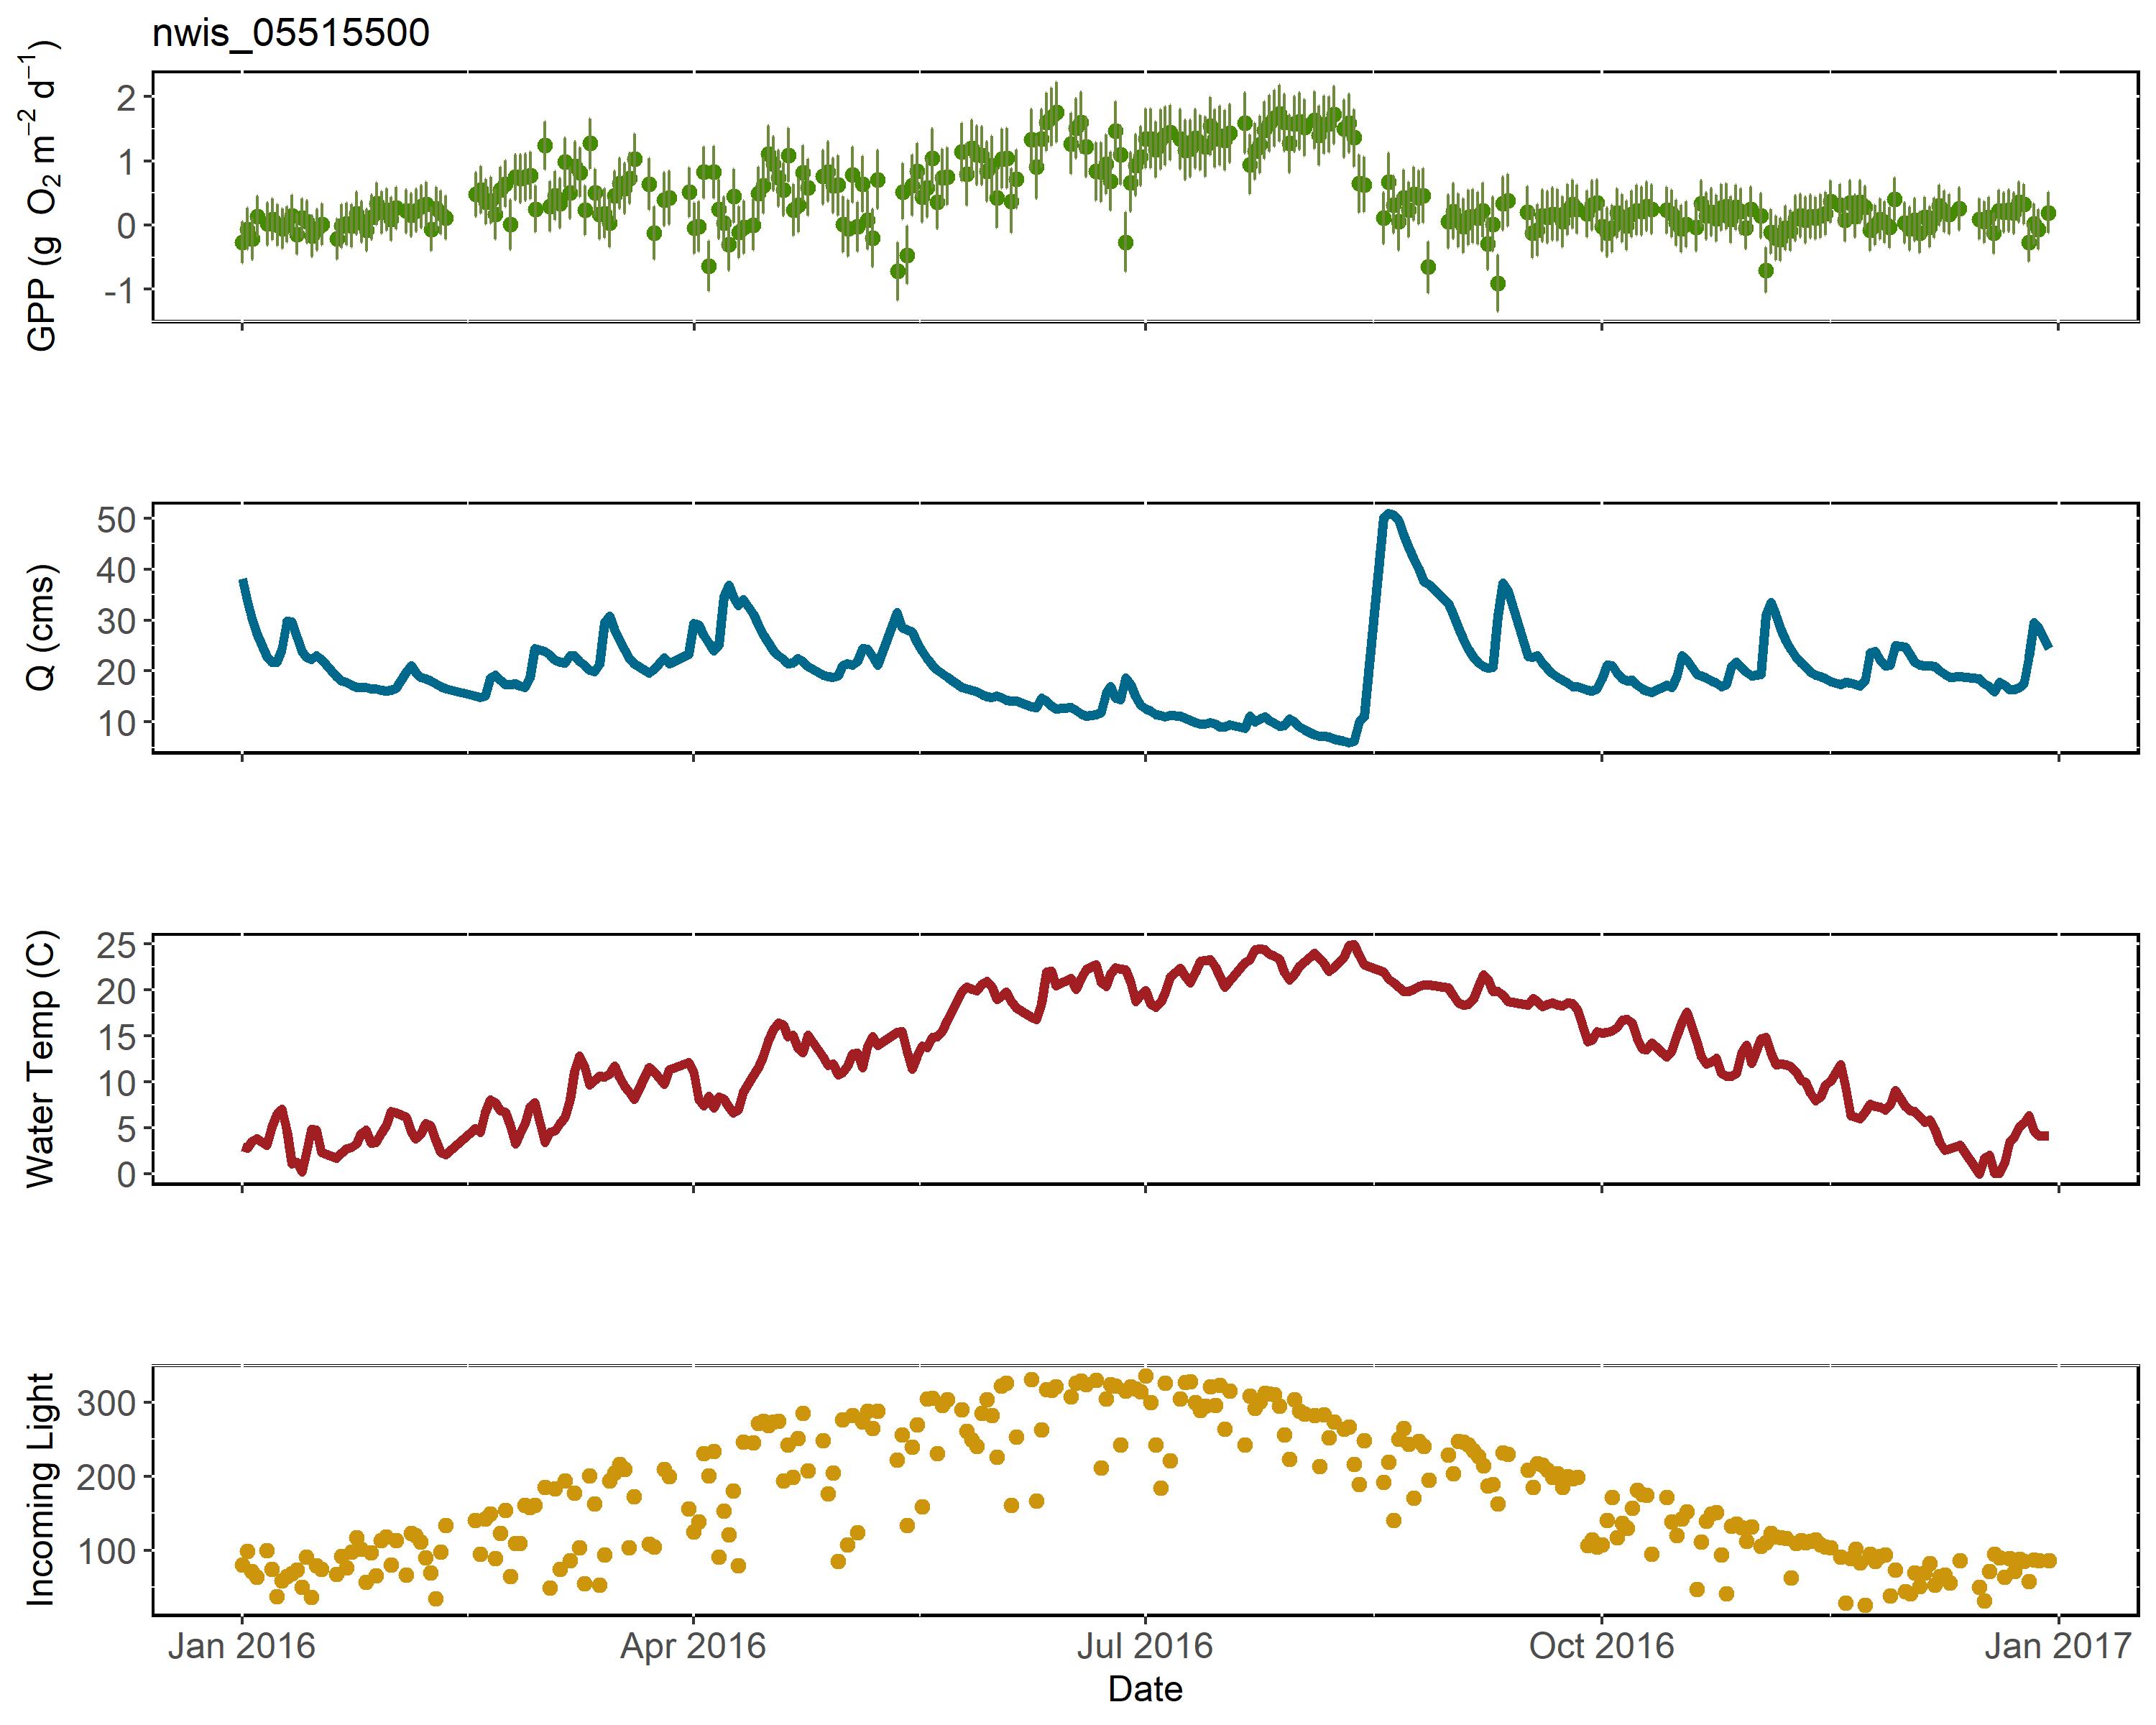 nwis_05515500
GPP (g O₂ m⁻² d⁻¹)
2
1
0
-1
Q (cms)
50
40
30
20
10
Water Temp (C)
25
20
15
10
5
0
Incoming Light
300
200
100
Jan 2016 Apr 2016 Jul 2016 Oct 2016 Jan 2017
Date